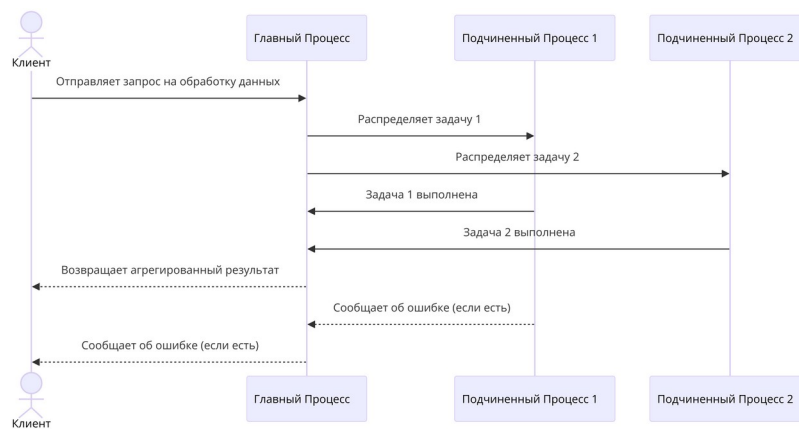 Клиент
Главный Процесс
Подчиненный Процесс 1
Подчиненный Процесс 2
Отправляет запрос на обработку данных
Распределяет задачу 1
Распределяет задачу 2
Задача 1 выполнена
Задача 2 выполнена
Возвращает агрегированный результат
Сообщает об ошибке (если есть)
Сообщает об ошибке (если есть)
Клиент
Главный Процесс
Подчиненный Процесс 1
Подчиненный Процесс 2